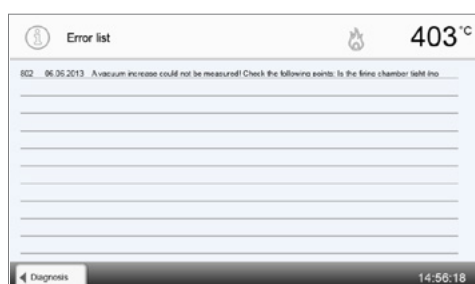 Error list
403 °C
802 06.06.2013 A vacuum increase could not be measured! Check the following points: Is the firing chamber tight (no
Diagnosis
14:56:18